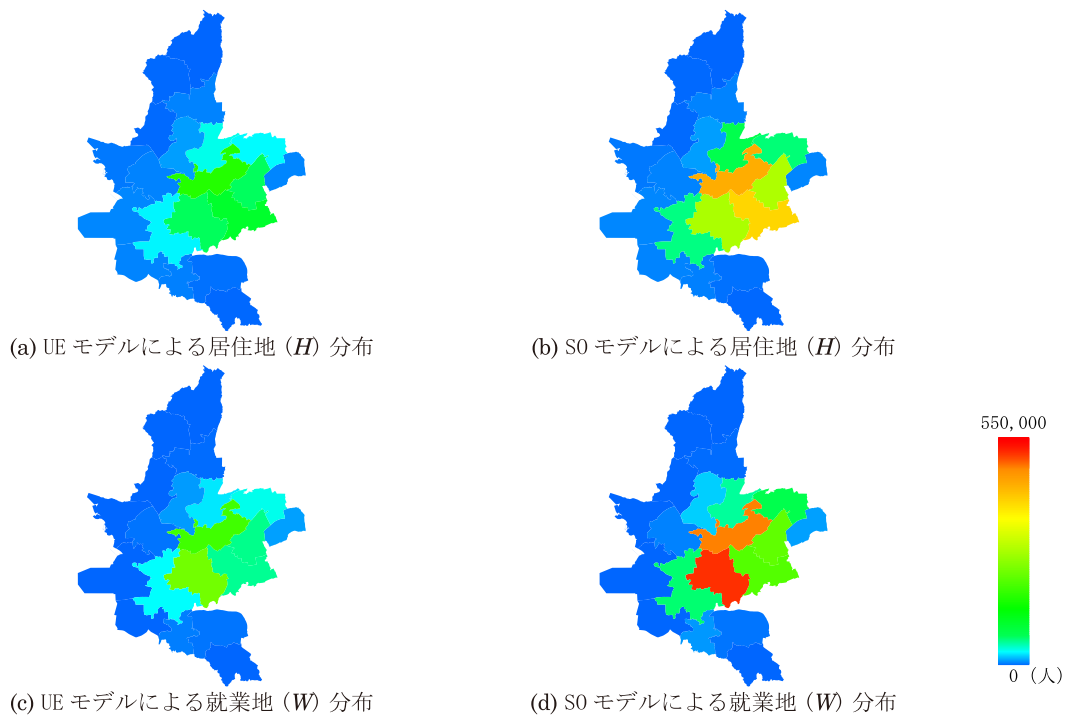 (a) UE モデルによる居住地 (H) 分布
(b) SO モデルによる居住地 (H) 分布
550,000
0 (人)
(c) UE モデルによる就業地 (W) 分布
(d) SO モデルによる就業地 (W) 分布